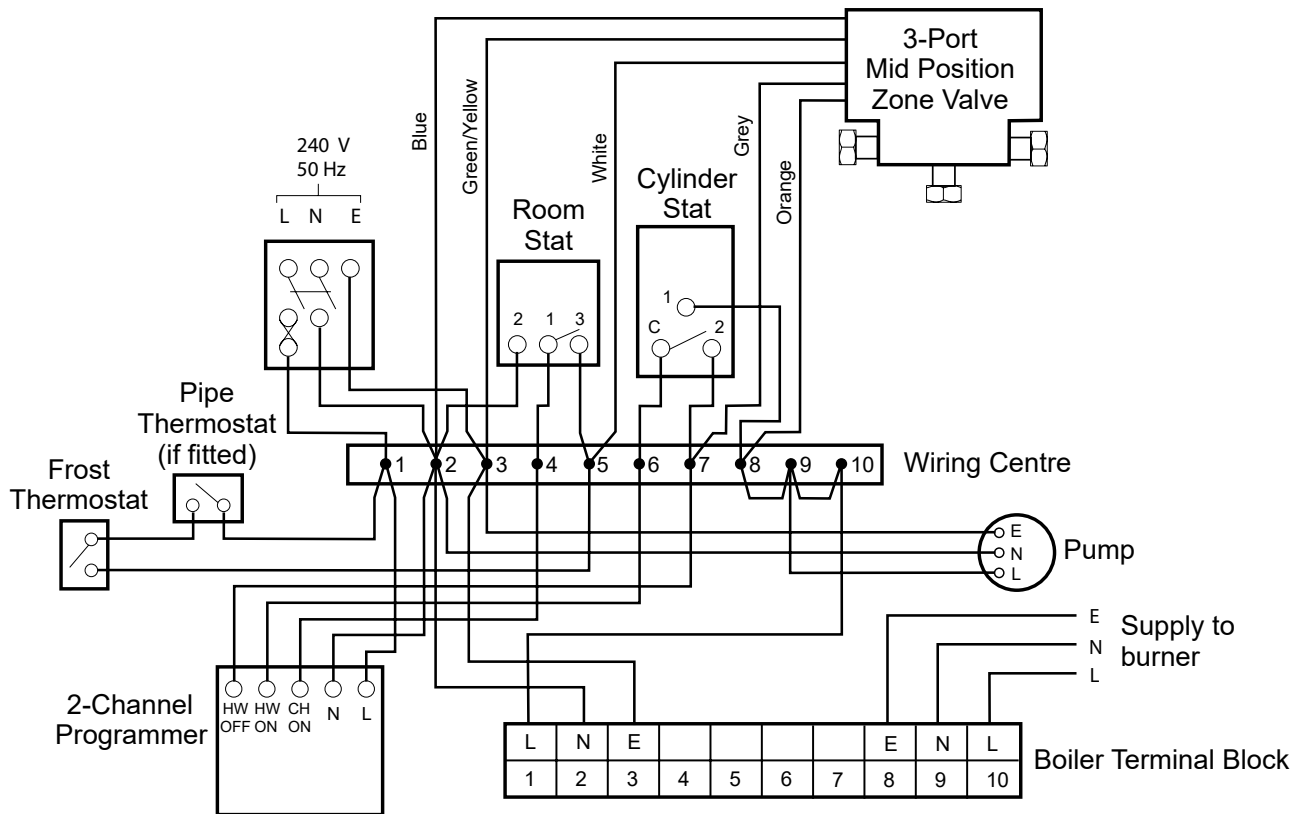 3-Port
Mid Position
Zone Valve
Blue
Green/Yellow
White
Grey
Orange
240 V
50 Hz
L N E
Room
Stat
2 1 3
Cylinder
Stat
1
C 2
Pipe
Thermostat
(if fitted)
Frost
Thermostat
1 2 3 4 5 6 7 8 9 10
Wiring Centre
E
N
L
Pump
E
N
L
Supply to
burner
2-Channel
Programmer
HW HW CH N L
OFF ON ON
L N E E N L
1 2 3 4 5 6 7 8 9 10
Boiler Terminal Block